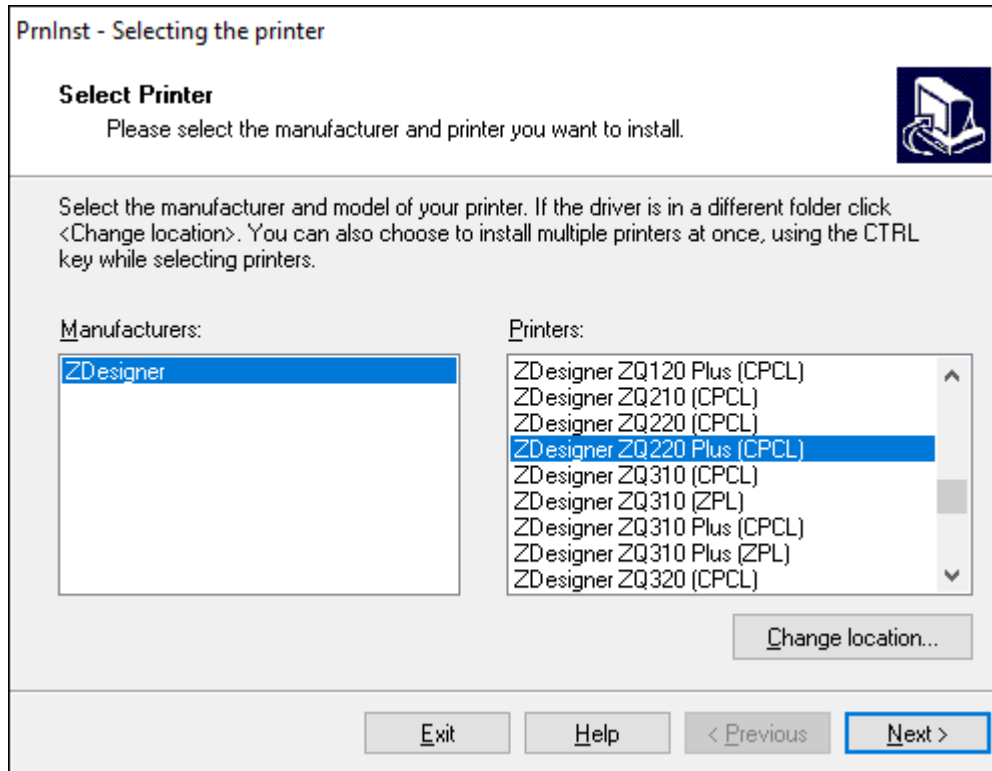 PrnInst - Selecting the printer
Select Printer
Please select the manufacturer and printer you want to install.
Select the manufacturer and model of your printer. If the driver is in a different folder click
<Change location>. You can also choose to install multiple printers at once, using the CTRL
key while selecting printers.
Manufacturers:
ZDesigner
Printers:
ZDesigner ZQ120 Plus (CPCL)
ZDesigner ZQ210 (CPCL)
ZDesigner ZQ220 (CPCL)
ZDesigner ZQ220 Plus (CPCL)
ZDesigner ZQ310 (CPCL)
ZDesigner ZQ310 (ZPL)
ZDesigner ZQ310 Plus (CPCL)
ZDesigner ZQ310 Plus (ZPL)
ZDesigner ZQ320 (CPCL)
Change location...
Exit
Help
< Previous
Next >